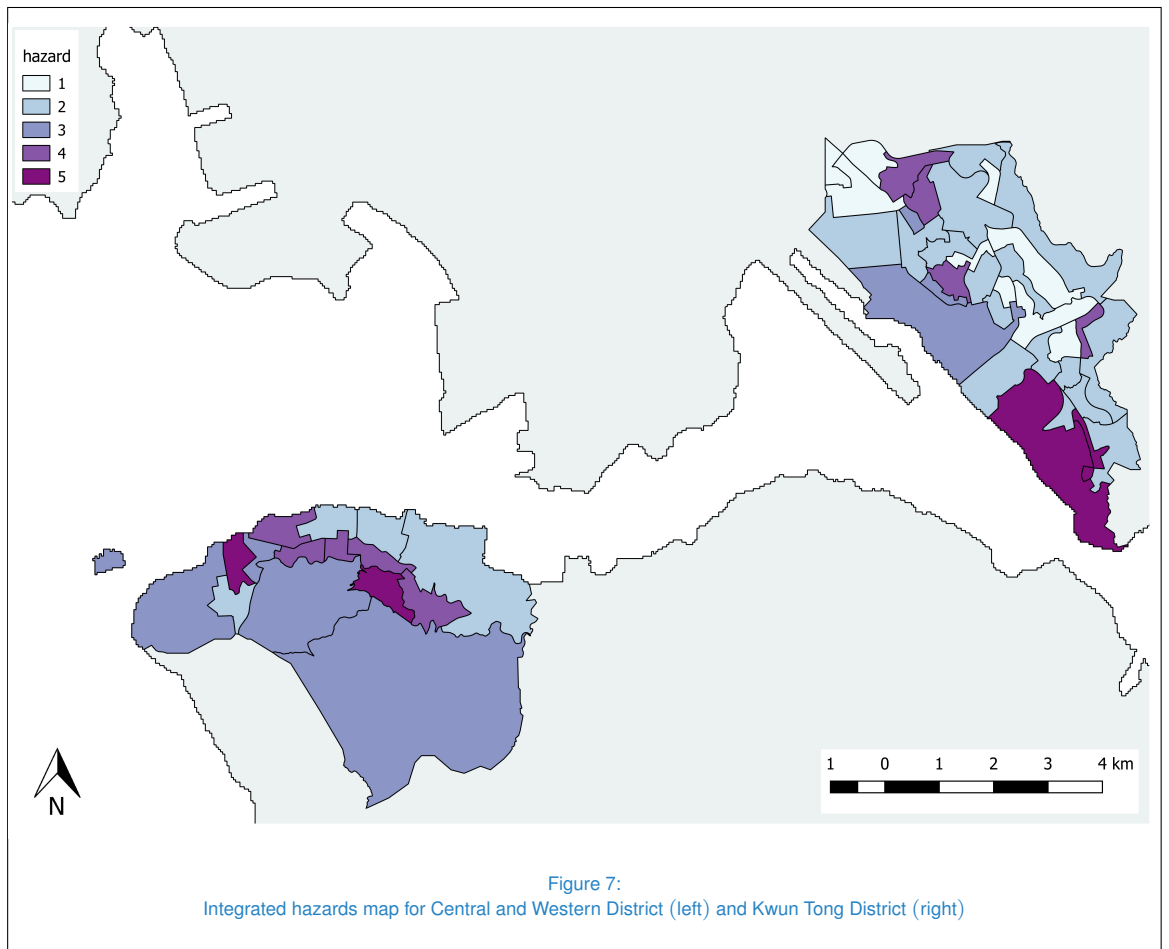 hazard
1
2
3
4
5
N
1 0 1 2 3 4 km
Figure 7:
Integrated hazards map for Central and Western District (left) and Kwun Tong District (right)